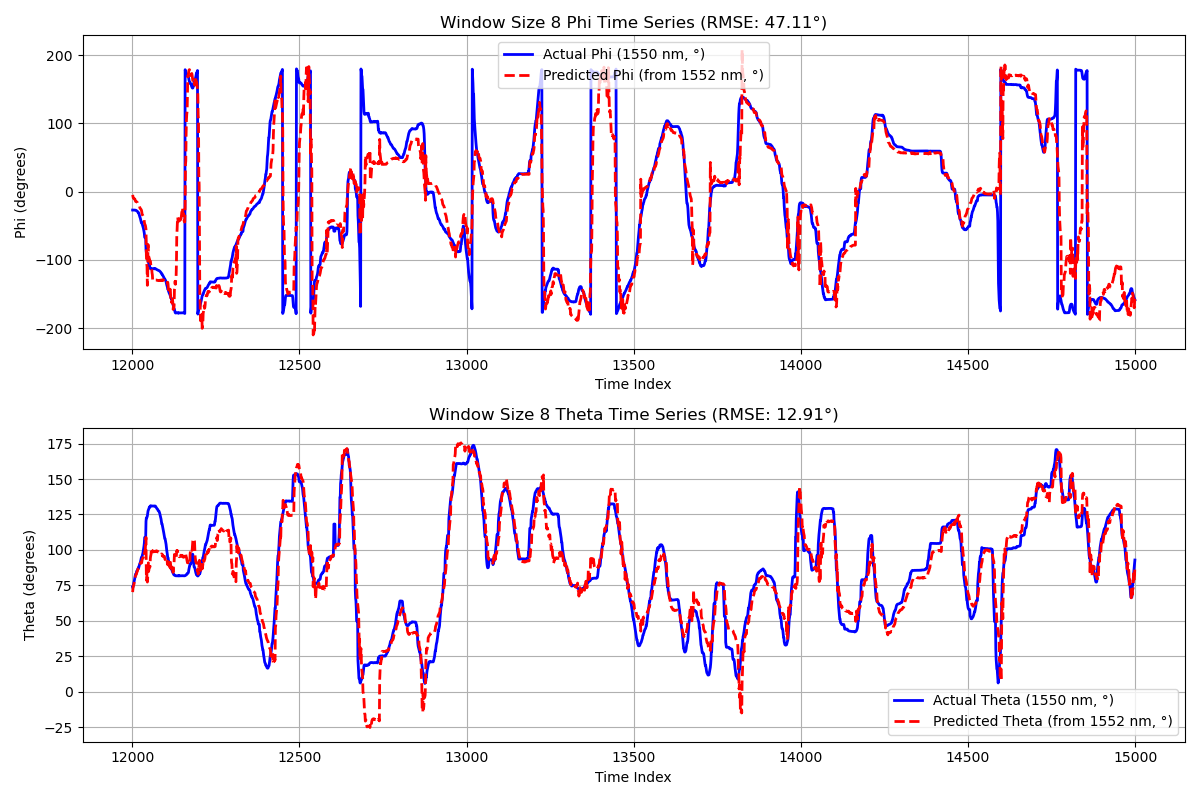 Window Size 8 Phi Time Series (RMSE: 47.11°)
Actual Phi (1550 nm, °)
Predicted Phi (from 1552 nm, °)
Phi (degrees)
200
100
0
−100
−200
12000 12500 13000 13500 14000 14500 15000
Time Index
Window Size 8 Theta Time Series (RMSE: 12.91°)
Theta (degrees)
175
150
125
100
75
50
25
0
−25
Actual Theta (1550 nm, °)
Predicted Theta (from 1552 nm, °)
12000 12500 13000 13500 14000 14500 15000
Time Index